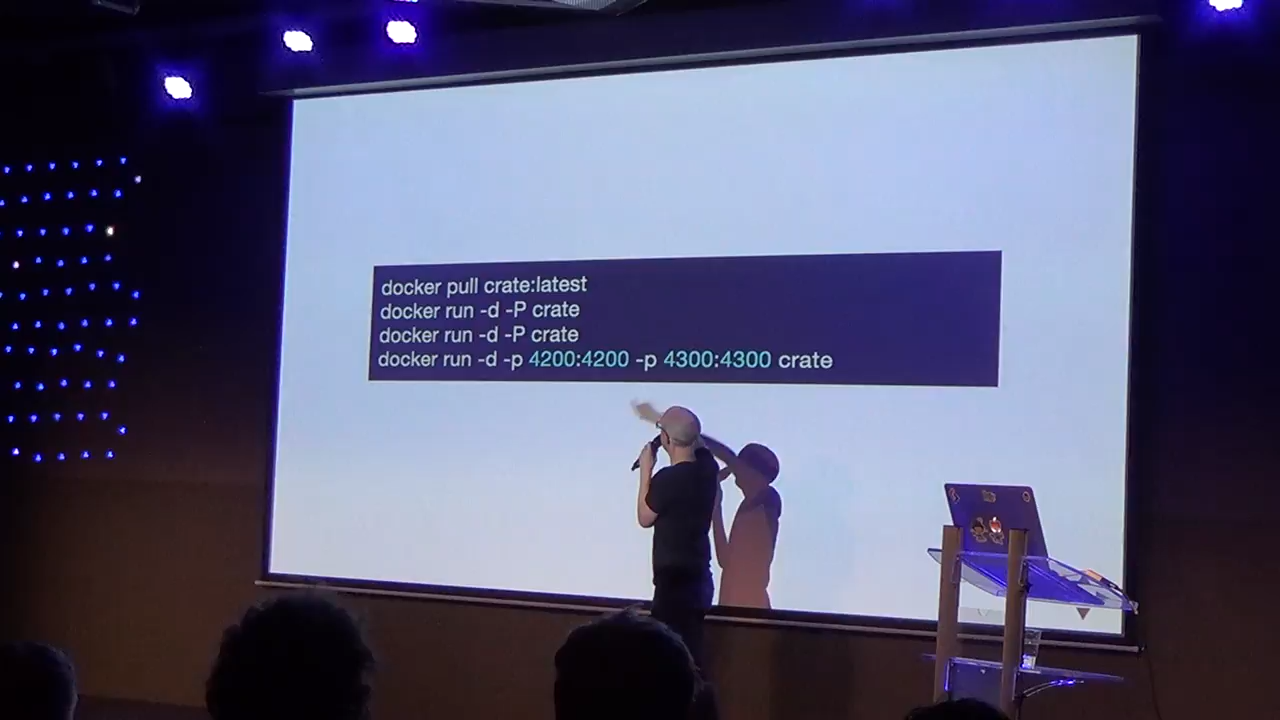 docker pull crate:latest
docker run -d -P crate
docker run -d -P crate
docker run -d -p 4200:4200 -p 4300:4300 crate